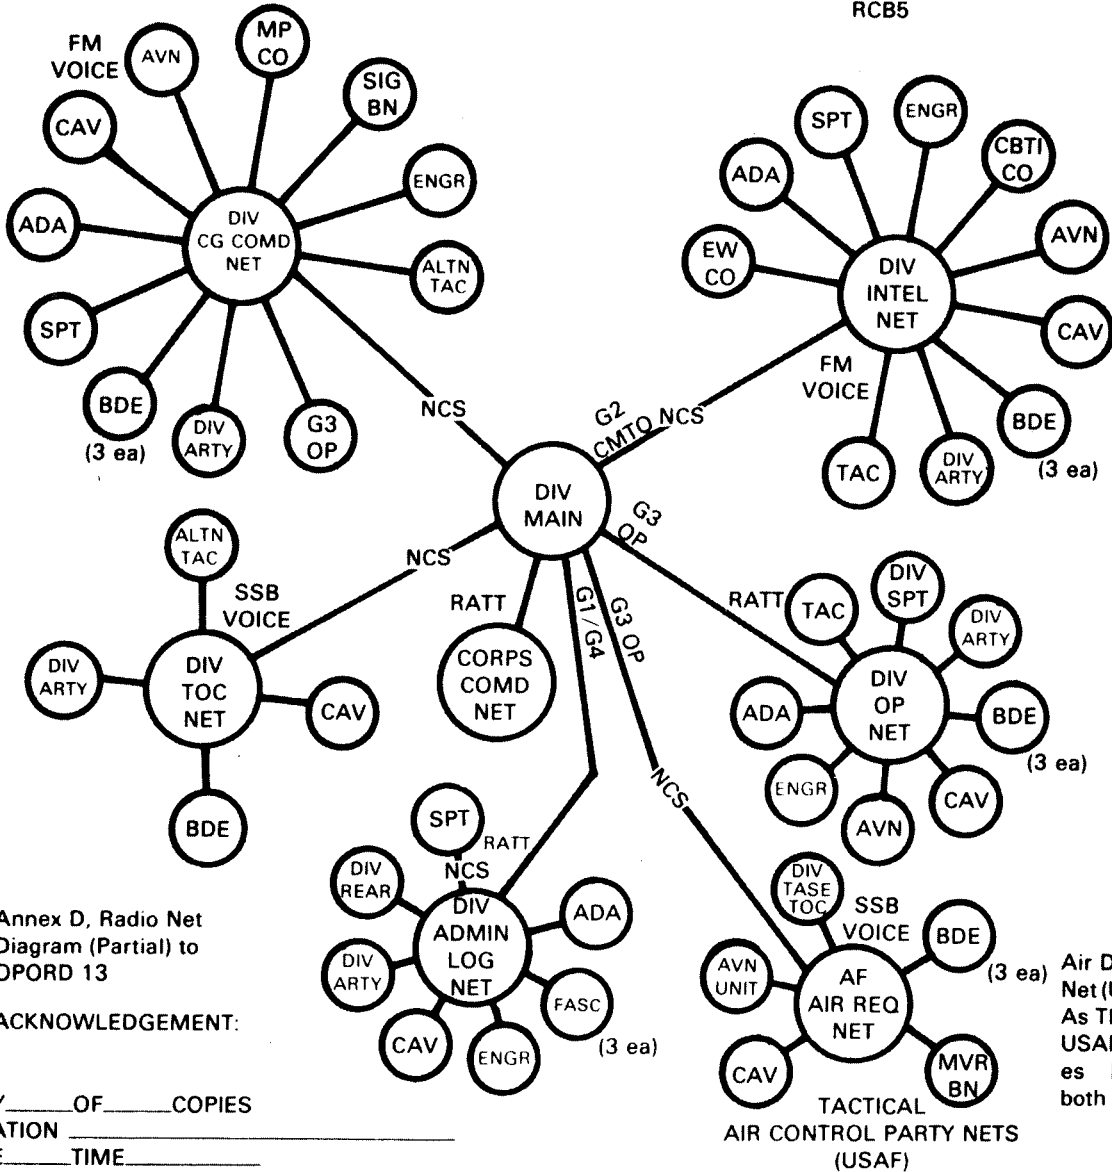 RCB5
FM
VOICE
AVN
MP
CO
SIG
BN
CAV
ENGR
ADA
DIV
CG COMD
NET
ALTN
TAC
SPT
BDE
(3 ea)
DIV
ARTY
G3
OP
NCS
SPT
ENGR
CBTI
CO
ADA
AVN
EW
CO
DIV
INTEL
NET
CAV
FM
VOICE
BDE
(3 ea)
TAC
DIV
ARTY
G2
CMTO NCS
DIV
MAIN
G3
OP
NCS
ALTN
TAC
SSB
VOICE
DIV
ARTY
DIV
TOC
NET
CAV
BDE
RATT
CORPS
COMD
NET
G1/G4
G3 OP
NCS
RATT
TAC
DIV
SPT
DIV
ARTY
ADA
DIV
OP
NET
BDE
(3 ea)
ENGR
AVN
CAV
SPT
RATT
NCS
DIV
REAR
DIV
ADMIN
LOG
NET
ADA
DIV
ARTY
FASC
(3 ea)
CAV
ENGR
DIV
TASE
TOC
SSB
VOICE
BDE
(3 ea)
AVN
UNIT
AF
AIR REQ
NET
CAV
MVR
BN
TACTICAL
AIR CONTROL PARTY NETS
(USAF)
Annex D, Radio Net
Diagram (Partial) to
OPORD 13
ACKNOWLEDGEMENT:
OF COPIES
ATION
TIME
Air D
Net (U
As T
USA
es
both